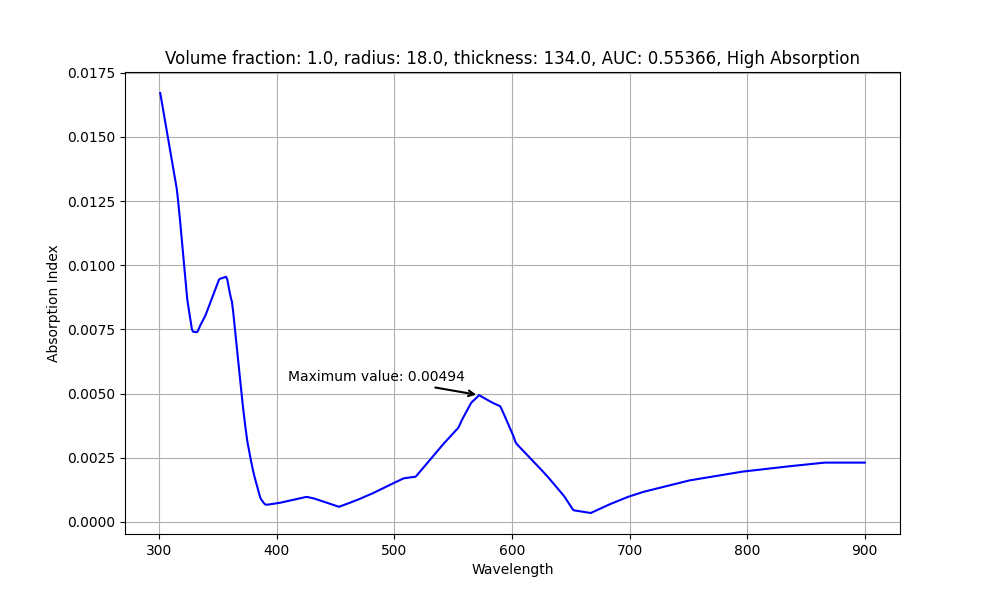 Volume fraction: 1.0, radius: 18.0, thickness: 134.0, AUC: 0.55366, High Absorption
0.0175
0.0150
0.0125
0.0100
0.0075
0.0050
0.0025
0.0000
Absorption Index
Maximum value: 0.00494
300 400 500 600 700 800 900
Wavelength